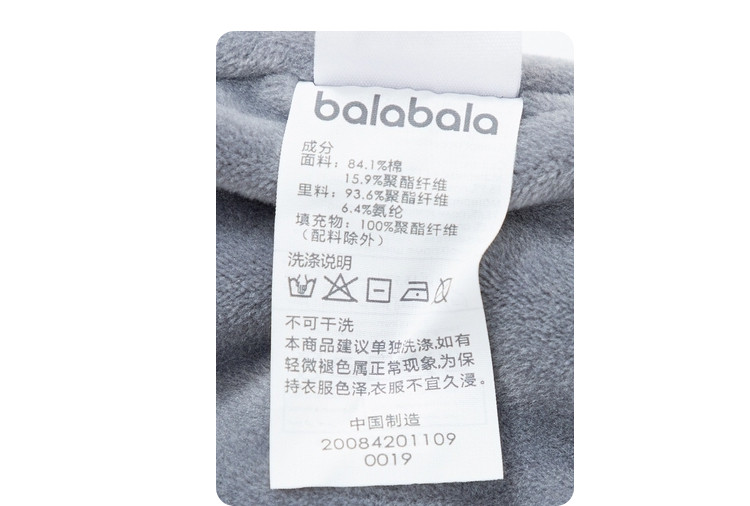 balabala
成分
面料：84.1%棉
15.9%聚酯纤维
里料：93.6%聚酯纤维
6.4%氨纶
填充物：100%聚酯纤维
（配料除外）
洗涤说明
不可干洗
本商品建议单独洗涤,如有
轻微褪色属正常现象,为保
持衣服色泽,衣服不宜久浸。
中国制造
20084201109
0019